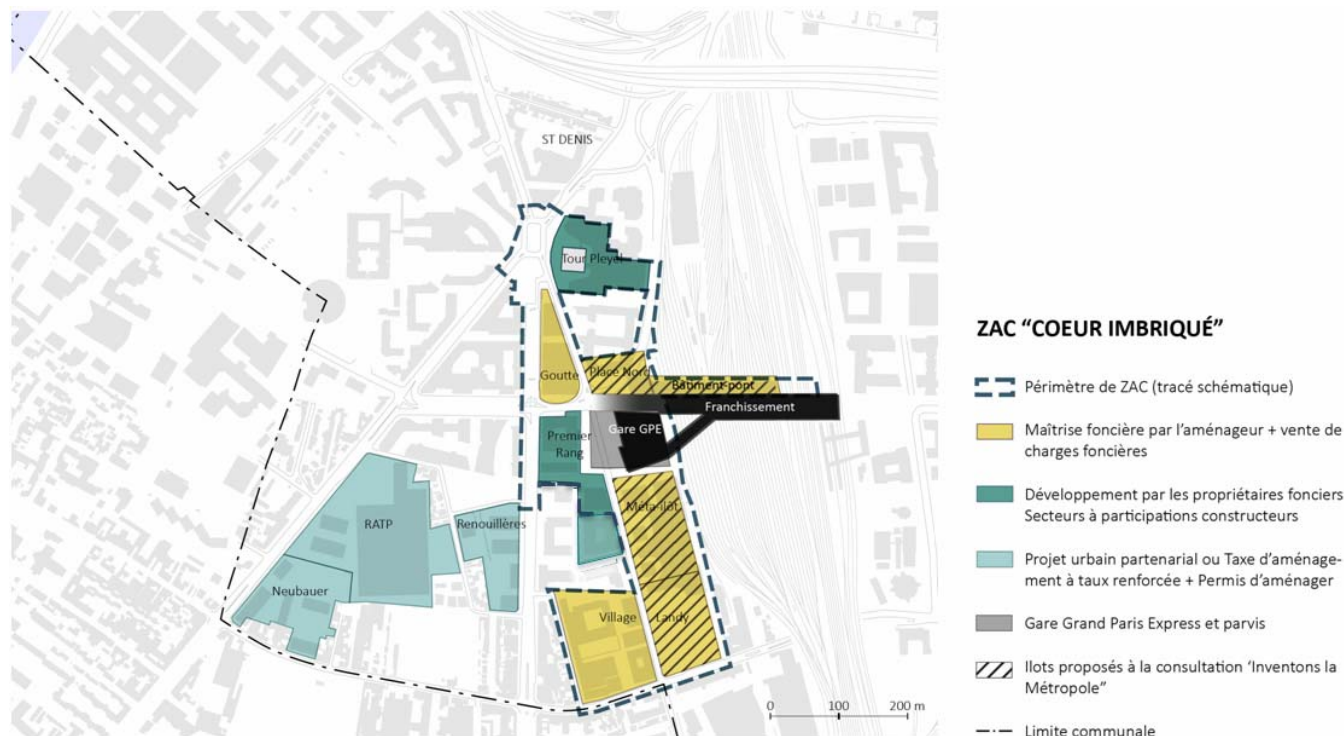 ST DENIS
Tour Pleyel
Goutte
Place Nord
Bâtiment-pont
Franchissement
Gare GPE
Premier
Rang
Méta-îlot
RATP
Renouillères
Neubauer
Village
Landy
0 100 200 m
ZAC “COEUR IMBRIQUÉ”
Périmètre de ZAC (tracé schématique)
Maîtrise foncière par l’aménageur + vente de
charges foncières
Développement par les propriétaires fonciers
Secteurs à participations constructeurs
Projet urbain partenarial ou Taxe d’aménage-
ment à taux renforcée + Permis d’aménager
Gare Grand Paris Express et parvis
Ilots proposés à la consultation ‘Inventons la
Métropole”
Limite communale